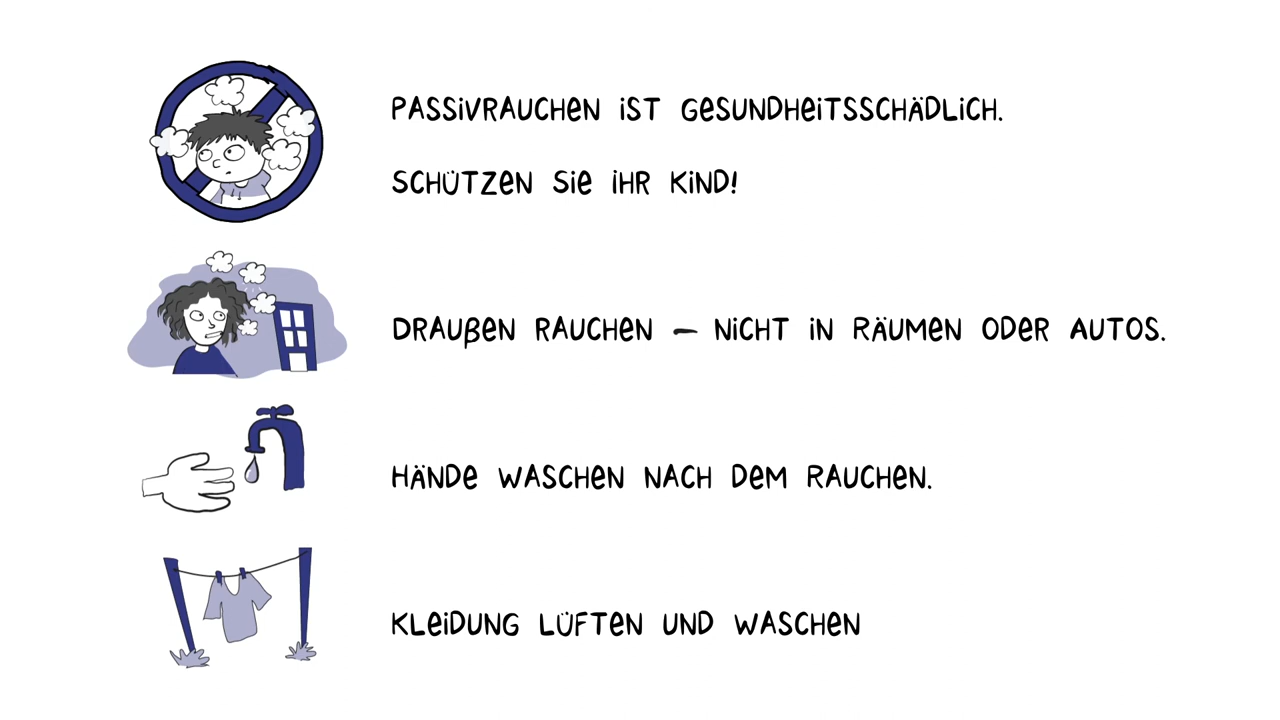 PASSIVRAUCHEN IST GESUNDHEITSSCHÄDLICH.
SCHÜTZEN SIE IHR KIND!
DRAUßEN RAUCHEN – NICHT IN RÄUMEN ODER AUTOS.
HÄNDE WASCHEN NACH DEM RAUCHEN.
KLEIDUNG LÜFTEN UND WASCHEN